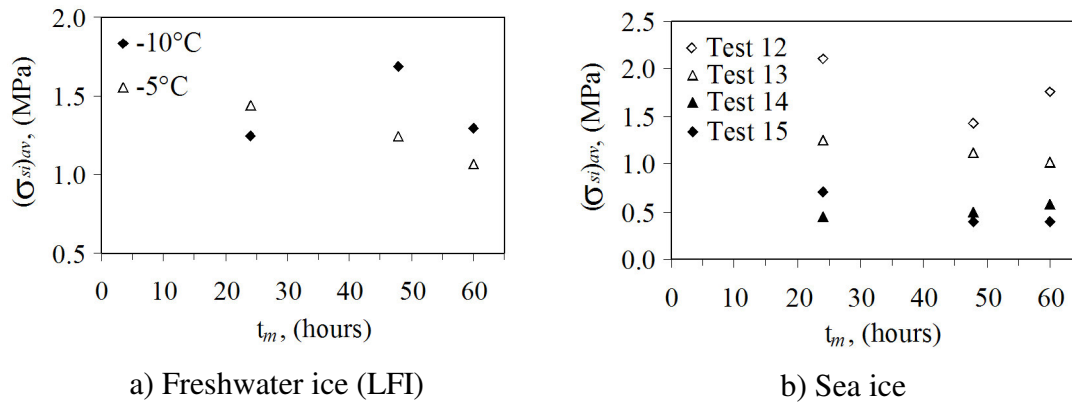 2.0
1.5
1.0
0.5
(σsi)av, (MPa)
-10°C
-5°C
0 10 20 30 40 50 60
tm, (hours)
a) Freshwater ice (LFI)
2.5
2.0
1.5
1.0
0.5
0.0
(σsi)av, (MPa)
Test 12
Test 13
Test 14
Test 15
0 10 20 30 40 50 60
tm, (hours)
b) Sea ice